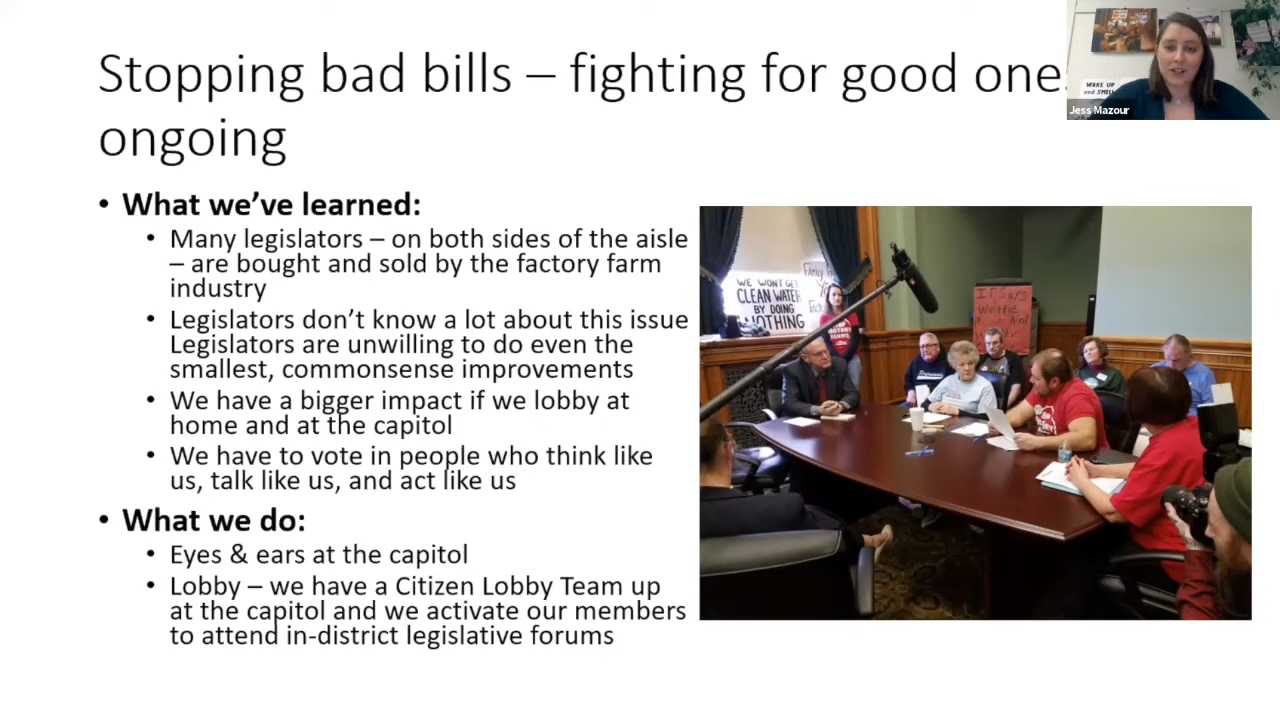 Stopping bad bills – fighting for good one
ongoing
Jess Mazour
WAKE UP
and SMELL
• What we've learned:
• Many legislators – on both sides of the aisle
– are bought and sold by the factory farm
industry
• Legislators don't know a lot about this issue
Legislators are unwilling to do even the
smallest, commonsense improvements
• We have a bigger impact if we lobby at
home and at the capitol
• We have to vote in people who think like
us, talk like us, and act like us
• What we do:
• Eyes & ears at the capitol
• Lobby – we have a Citizen Lobby Team up
at the capitol and we activate our members
to attend in-district legislative forums
WE WONT GET
CLEAN WATER
BY DOING
NOTHING